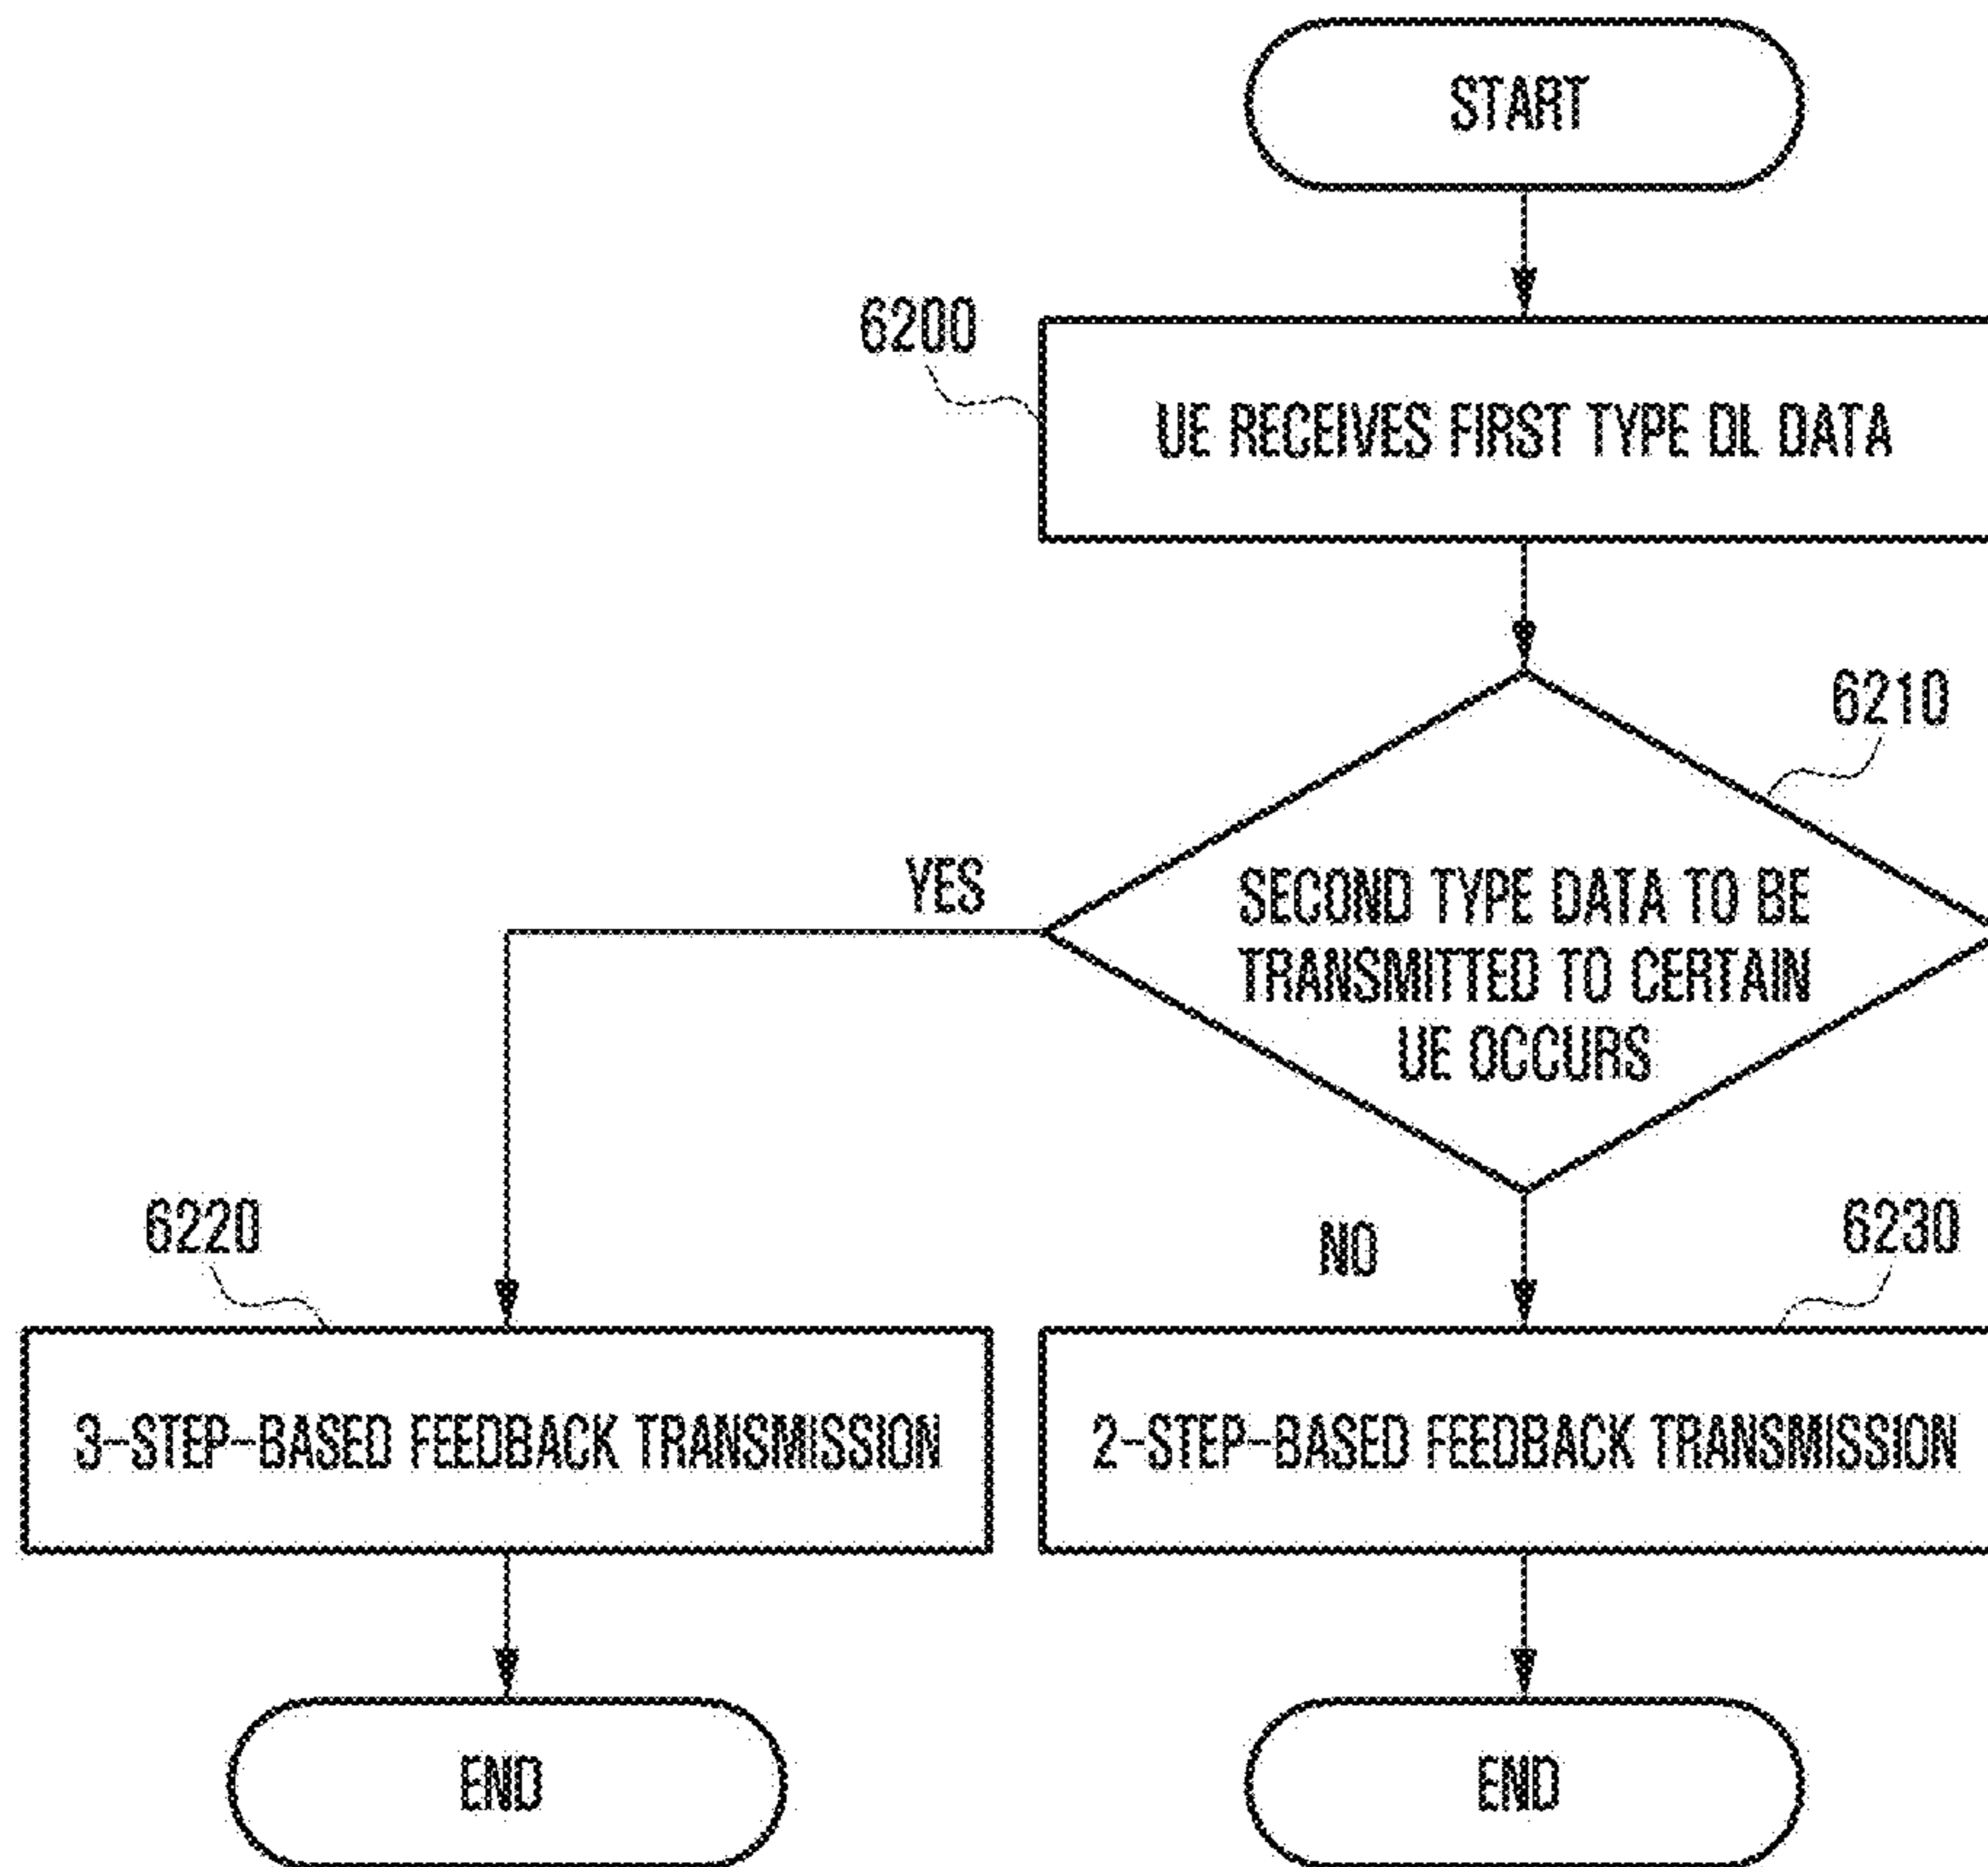 START
6200
UE RECEIVES FIRST TYPE DL DATA
6210
YES
SECOND TYPE DATA TO BE
TRANSMITTED TO CERTAIN
UE OCCURS
6220
NO
6230
3-STEP-BASED FEEDBACK TRANSMISSION
2-STEP-BASED FEEDBACK TRANSMISSION
END
END